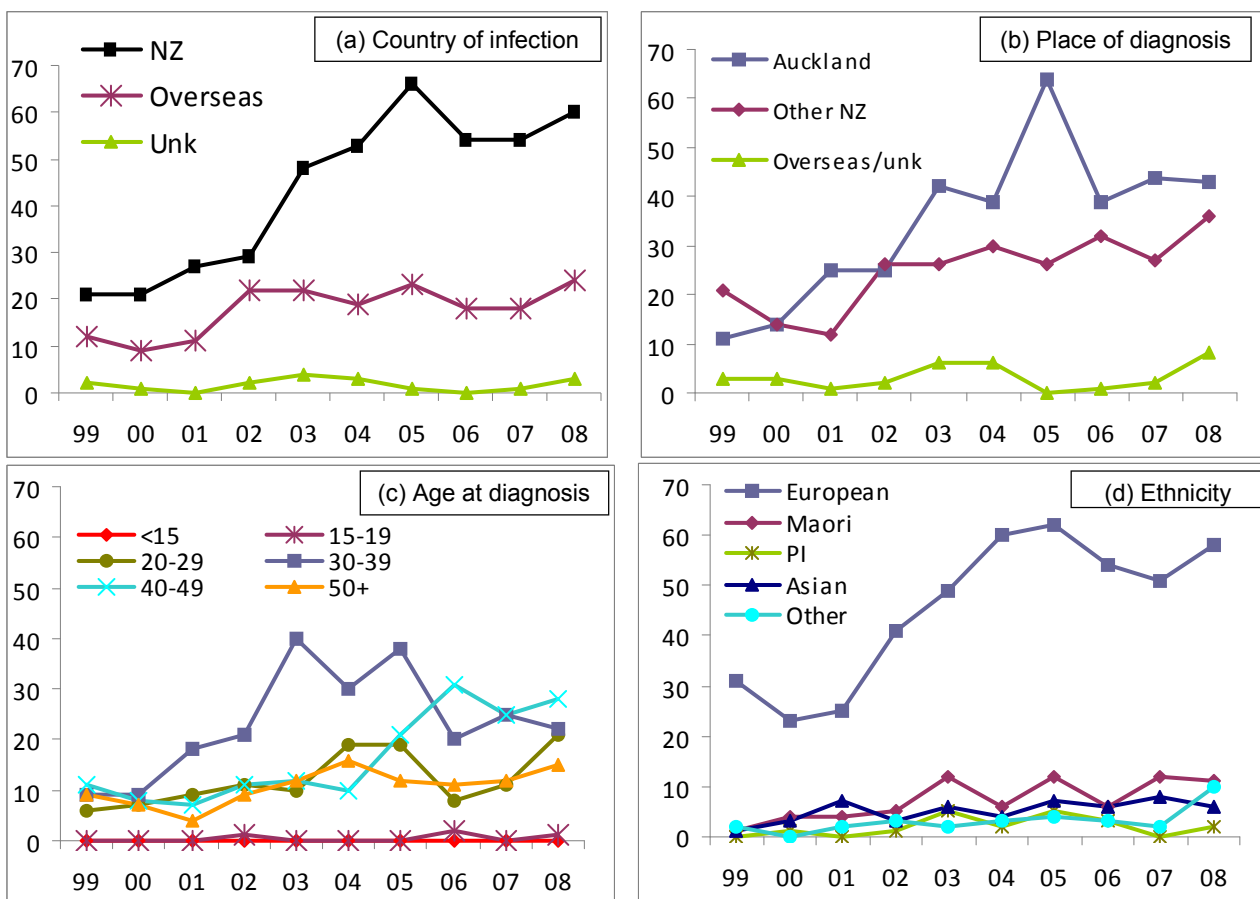 (a) Country of infection
NZ
Overseas
Unk
70
60
50
40
30
20
10
0
99 00 01 02 03 04 05 06 07 08
(b) Place of diagnosis
Auckland
Other NZ
Overseas/unk
70
60
50
40
30
20
10
0
99 00 01 02 03 04 05 06 07 08
(c) Age at diagnosis
<15 15-19
20-29 30-39
40-49 50+
70
60
50
40
30
20
10
0
99 00 01 02 03 04 05 06 07 08
(d) Ethnicity
European
Maori
PI
Asian
Other
70
60
50
40
30
20
10
0
99 00 01 02 03 04 05 06 07 08